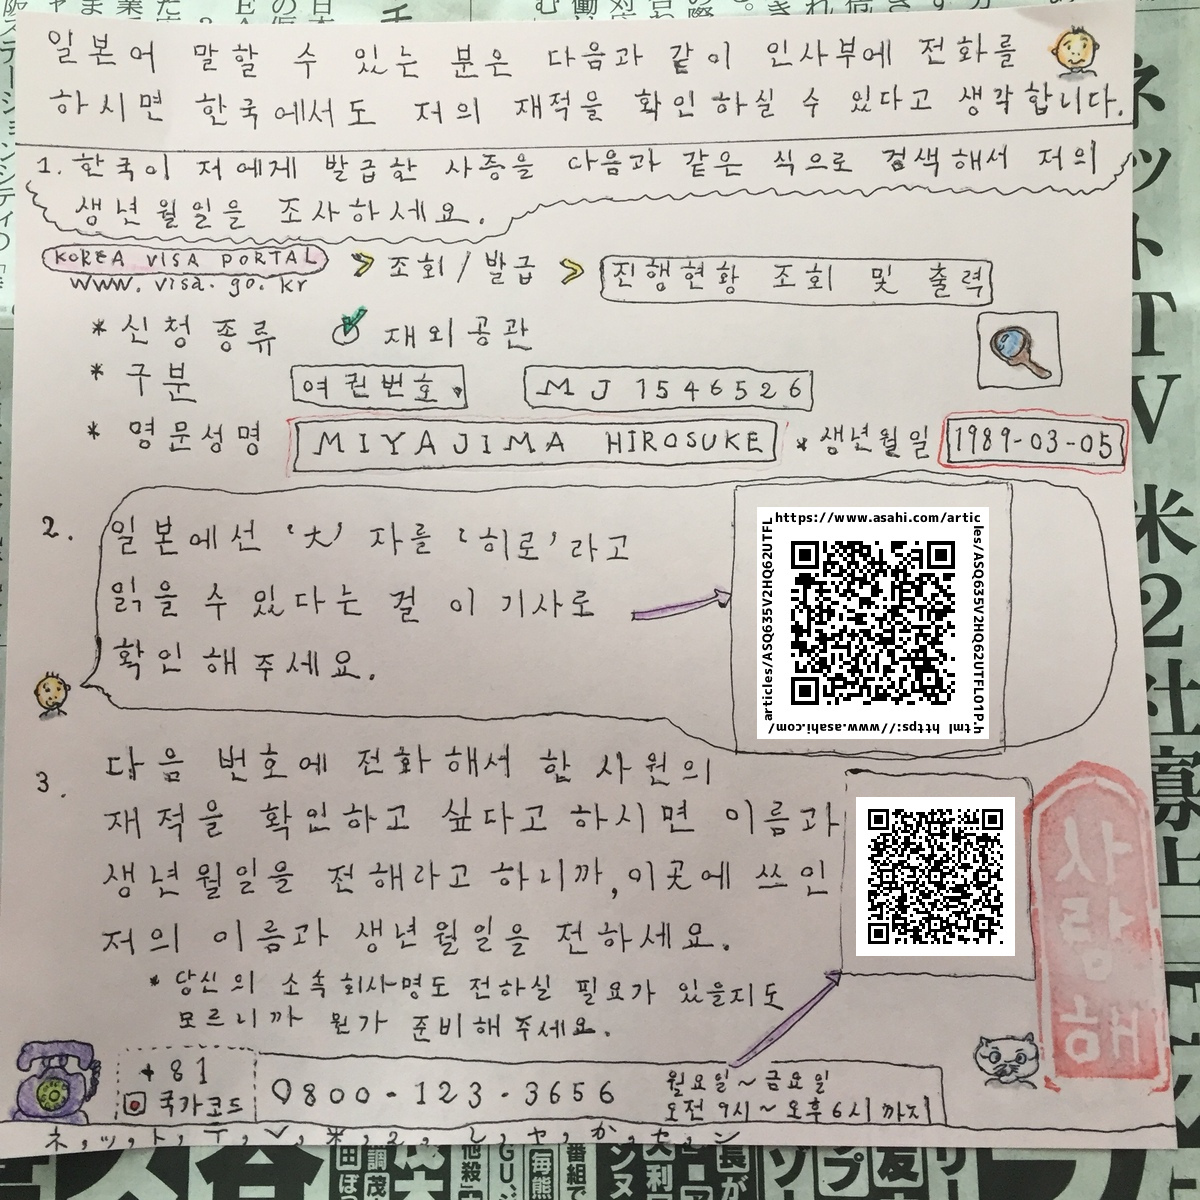 일본어 말할 수 있는 분은 다음과 같이 인사부에 전화를
하시면 한국에서도 저의 재적을 확인하실 수 있다고 생각합니다.
1. 한국이 저에게 발급한 사증을 다음과 같은 식으로 검색해서 저의
생년월일을 조사하세요.
KOREA VISA PORTAL > 조회/발급 > 진행현황 조회 및 출력
www.visa.go.kr
* 신청 종류 재외공관
* 구분 여권번호 MJ1546526
* 영문성명 MIYAJIMA HIROSUKE * 생년월일 1989-03-05
2. 일본에선 '大' 자를 '히로'라고
읽을 수 있다는 걸 이 기사로
확인해주세요.
https://www.asahi.com/articles/ASQ635V2HQ62UTFL01P.html
https://www.asahi.com/articles/ASQ635V2HQ62UTFL
3. 다음 번호에 전화해서 한 사원의
재적을 확인하고 싶다고 하시면 이름과
생년월일을 전해라고 하니까, 이곳에 쓰인
저의 이름과 생년월일을 전하세요.
* 당신의 소속 회사명도 전하실 필요가 있을지도
모르니까 뭔가 준비해주세요.
+81
국가코드
0800-123-3656
월요일~금요일
오전 9시~오후 6시 까지
사랑해
ネットTV 米2社寡占